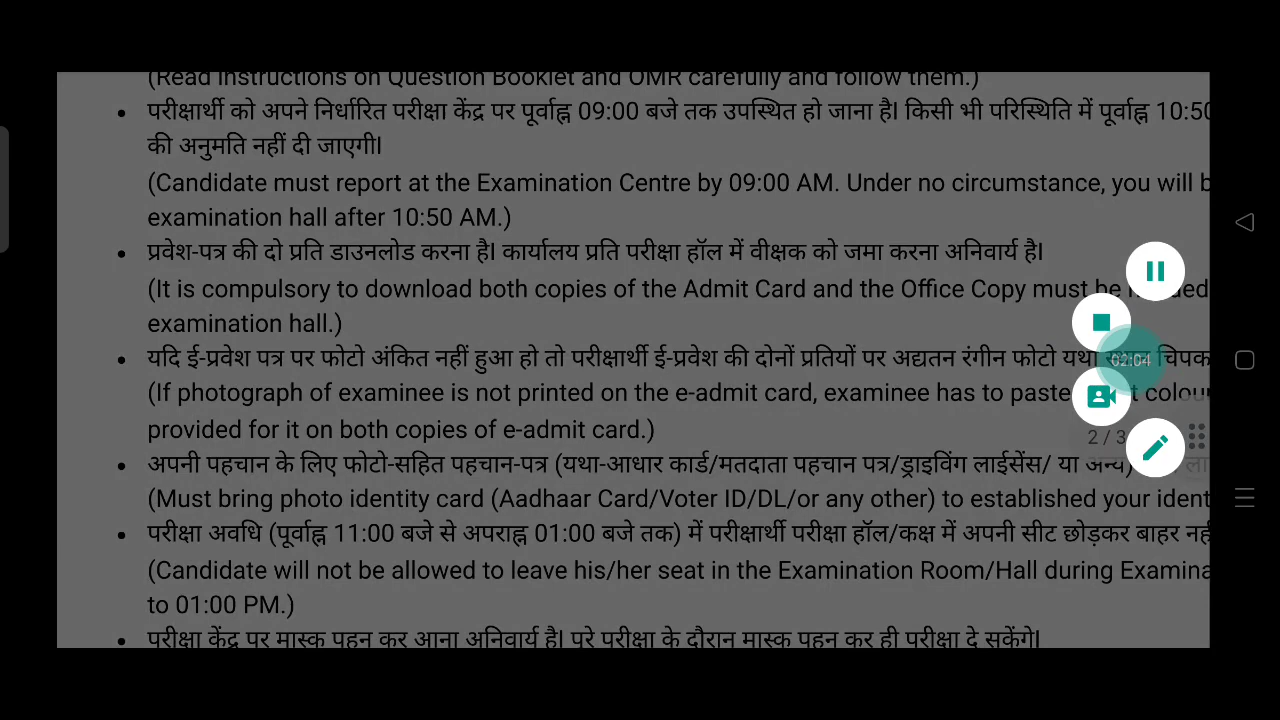 (Read instructions on Question Booklet and OMR carefully and follow them.)
• परीक्षार्थी को अपने निर्धारित परीक्षा केंद्र पर पूर्वाह्न 09:00 बजे तक उपस्थित हो जाना है। किसी भी परिस्थिति में पूर्वाह्न 10:50
की अनुमति नहीं दी जाएगी।
(Candidate must report at the Examination Centre by 09:00 AM. Under no circumstance, you will b
examination hall after 10:50 AM.)
• प्रवेश-पत्र की दो प्रति डाउनलोड करना है। कार्यालय प्रति परीक्षा हॉल में वीक्षक को जमा करना अनिवार्य है।
(It is compulsory to download both copies of the Admit Card and the Office Copy must be
examination hall.)
• यदि ई-प्रवेश पत्र पर फोटो अंकित नहीं हुआ हो तो परीक्षार्थी ई-प्रवेश की दोनों प्रतियों पर अद्यतन रंगीन फोटो यथा चिपक
02:04
(If photograph of examinee is not printed on the e-admit card, examinee has to paste colour
provided for it on both copies of e-admit card.)
2 / 3
• अपनी पहचान के लिए फोटो-सहित पहचान-पत्र (यथा-आधार कार्ड/मतदाता पहचान पत्र/ड्राइविंग लाईसेंस/ या अन्य)
(Must bring photo identity card (Aadhaar Card/Voter ID/DL/or any other) to established your ident
• परीक्षा अवधि (पूर्वाह्न 11:00 बजे से अपराह्न 01:00 बजे तक) में परीक्षार्थी परीक्षा हॉल/कक्ष में अपनी सीट छोड़कर बाहर नही
(Candidate will not be allowed to leave his/her seat in the Examination Room/Hall during Examina
to 01:00 PM.)
• परीक्षा केंद्र पर मास्क पहन कर आना अनिवार्य है। पूरे परीक्षा के दौरान मास्क पहन कर ही परीक्षा दे सकेंगे।